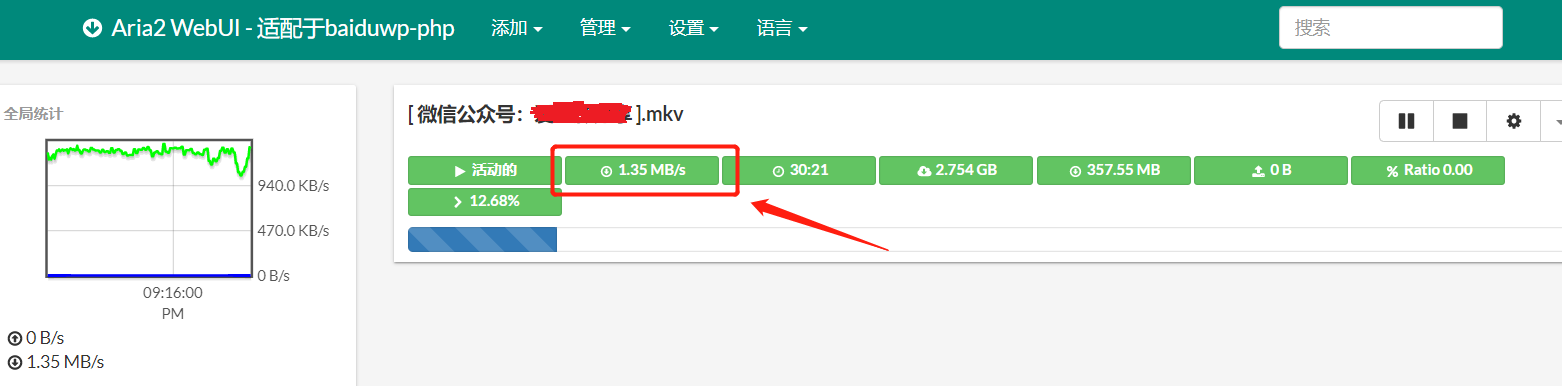 Aria2 WebUI - 适配于baiduwp-php 添加 管理 设置 语言 搜索
全局统计
940.0 KB/s
470.0 KB/s
0 B/s
09:16:00
PM
0 B/s
1.35 MB/s
[ 微信公众号： ].mkv
活动的 1.35 MB/s 30:21 2.754 GB 357.55 MB 0 B Ratio 0.00
12.68%